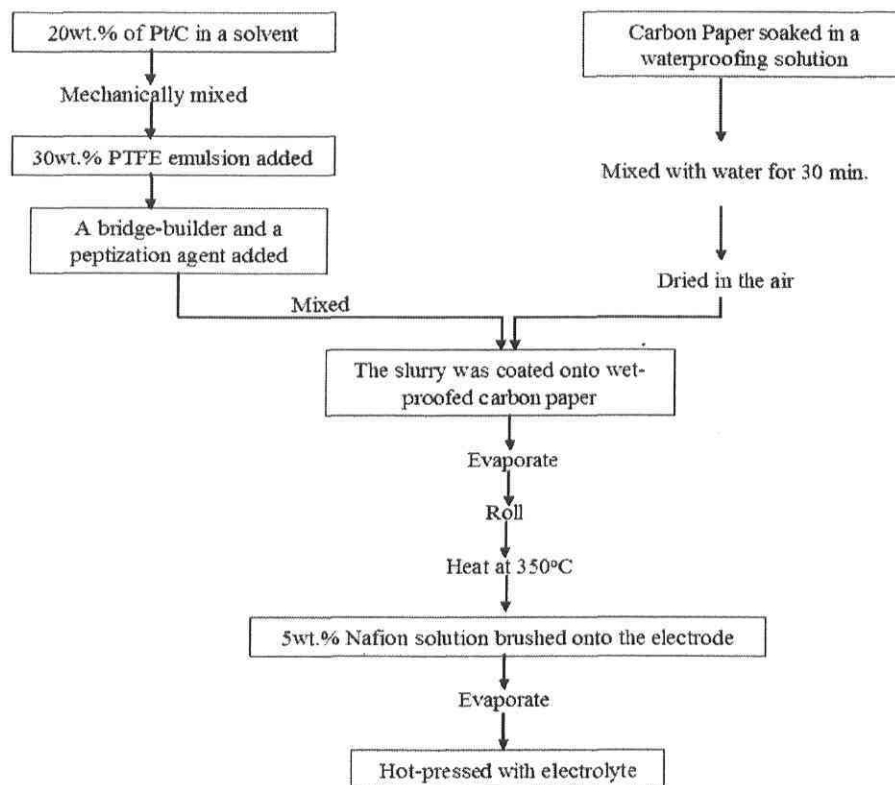 20wt.% of Pt/C in a solvent
Mechanically mixed
30wt.% PTFE emulsion added
A bridge-builder and a
peptization agent added
Mixed
Carbon Paper soaked in a
waterproofing solution
Mixed with water for 30 min.
Dried in the air
The slurry was coated onto wet-
proofed carbon paper
Evaporate
Roll
Heat at 350°C
5wt.% Nafion solution brushed onto the electrode
Evaporate
Hot-pressed with electrolyte